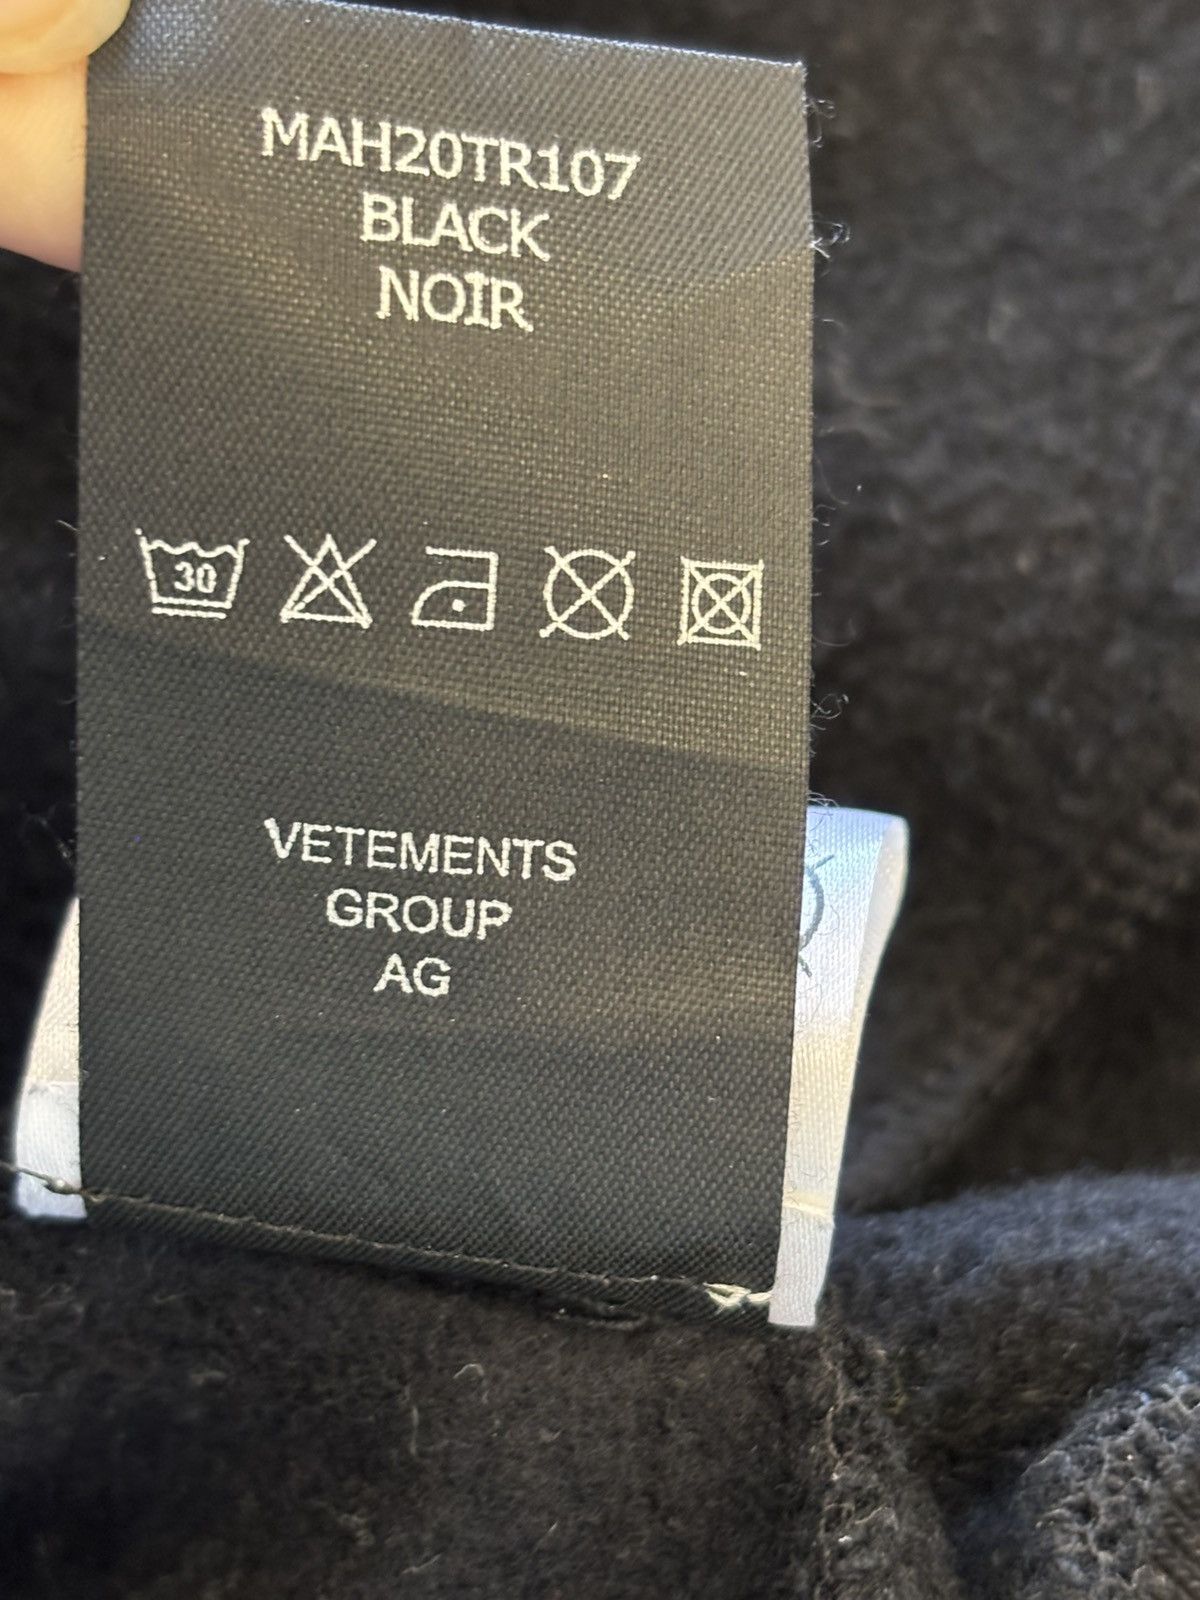 MAH20TR107
BLACK
NOIR
30
VETEMENTS
GROUP
AG